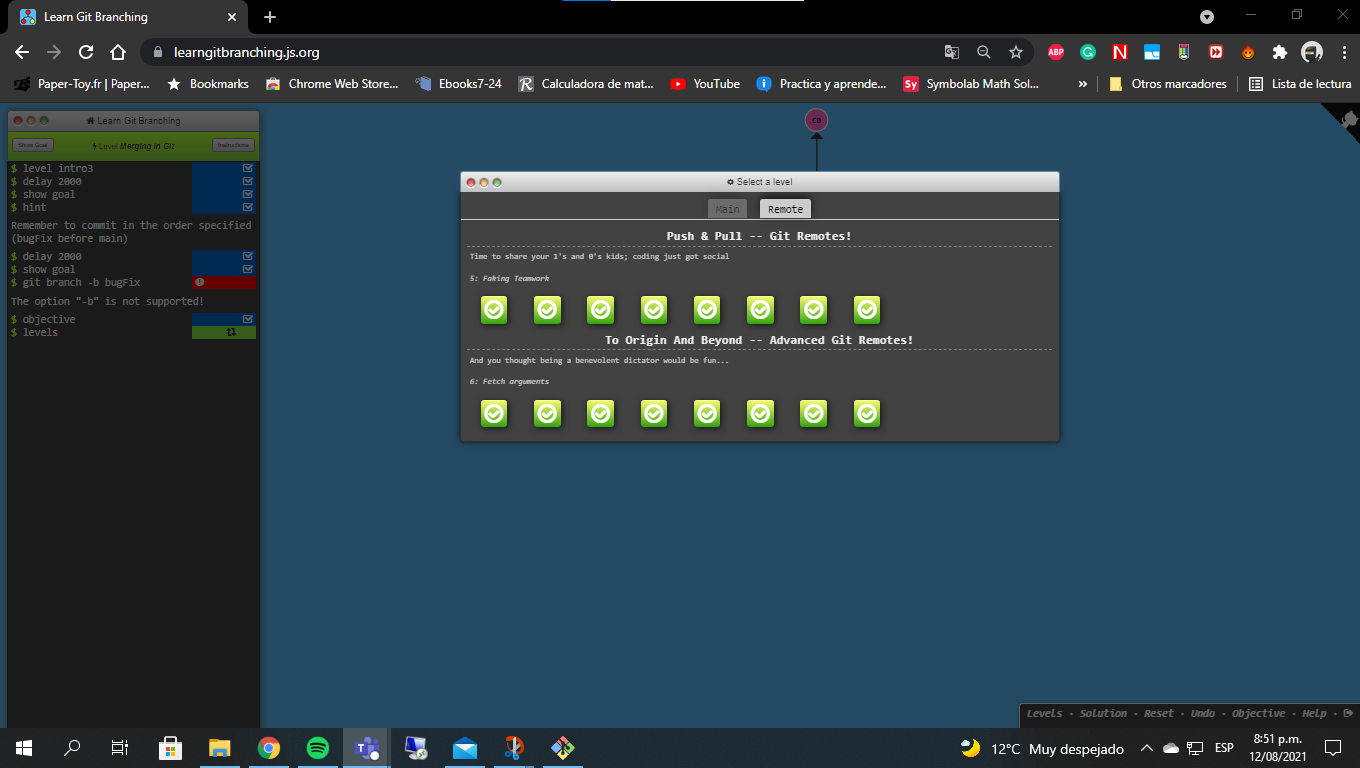 Learn Git Branching
learngitbranching.js.org
ABP
G
N
Paper-Toy.fr | Paper...
Bookmarks
Chrome Web Store...
Ebooks7-24
R
Calculadora de mat...
YouTube
Practica y aprende...
Sy
Symbolab Math Sol...
»
Otros marcadores
Lista de lectura
Learn Git Branching
Show Goal
Level Merging in Git
Instructions
$ level intro3
$ delay 2000
$ show goal
$ hint
Remember to commit in the order specified
(bugFix before main)
$ delay 2000
$ show goal
$ git branch -b bugFix
The option "-b" is not supported!
$ objective
$ levels
c0
Select a level
Main
Remote
Push & Pull -- Git Remotes!
Time to share your 1's and 0's kids; coding just got social
5: Faking Teamwork
To Origin And Beyond -- Advanced Git Remotes!
And you thought being a benevolent dictator would be fun...
6: Fetch arguments
Levels - Solution - Reset - Undo - Objective - Help -
12°C Muy despejado
ESP
8:51 p.m.
12/08/2021